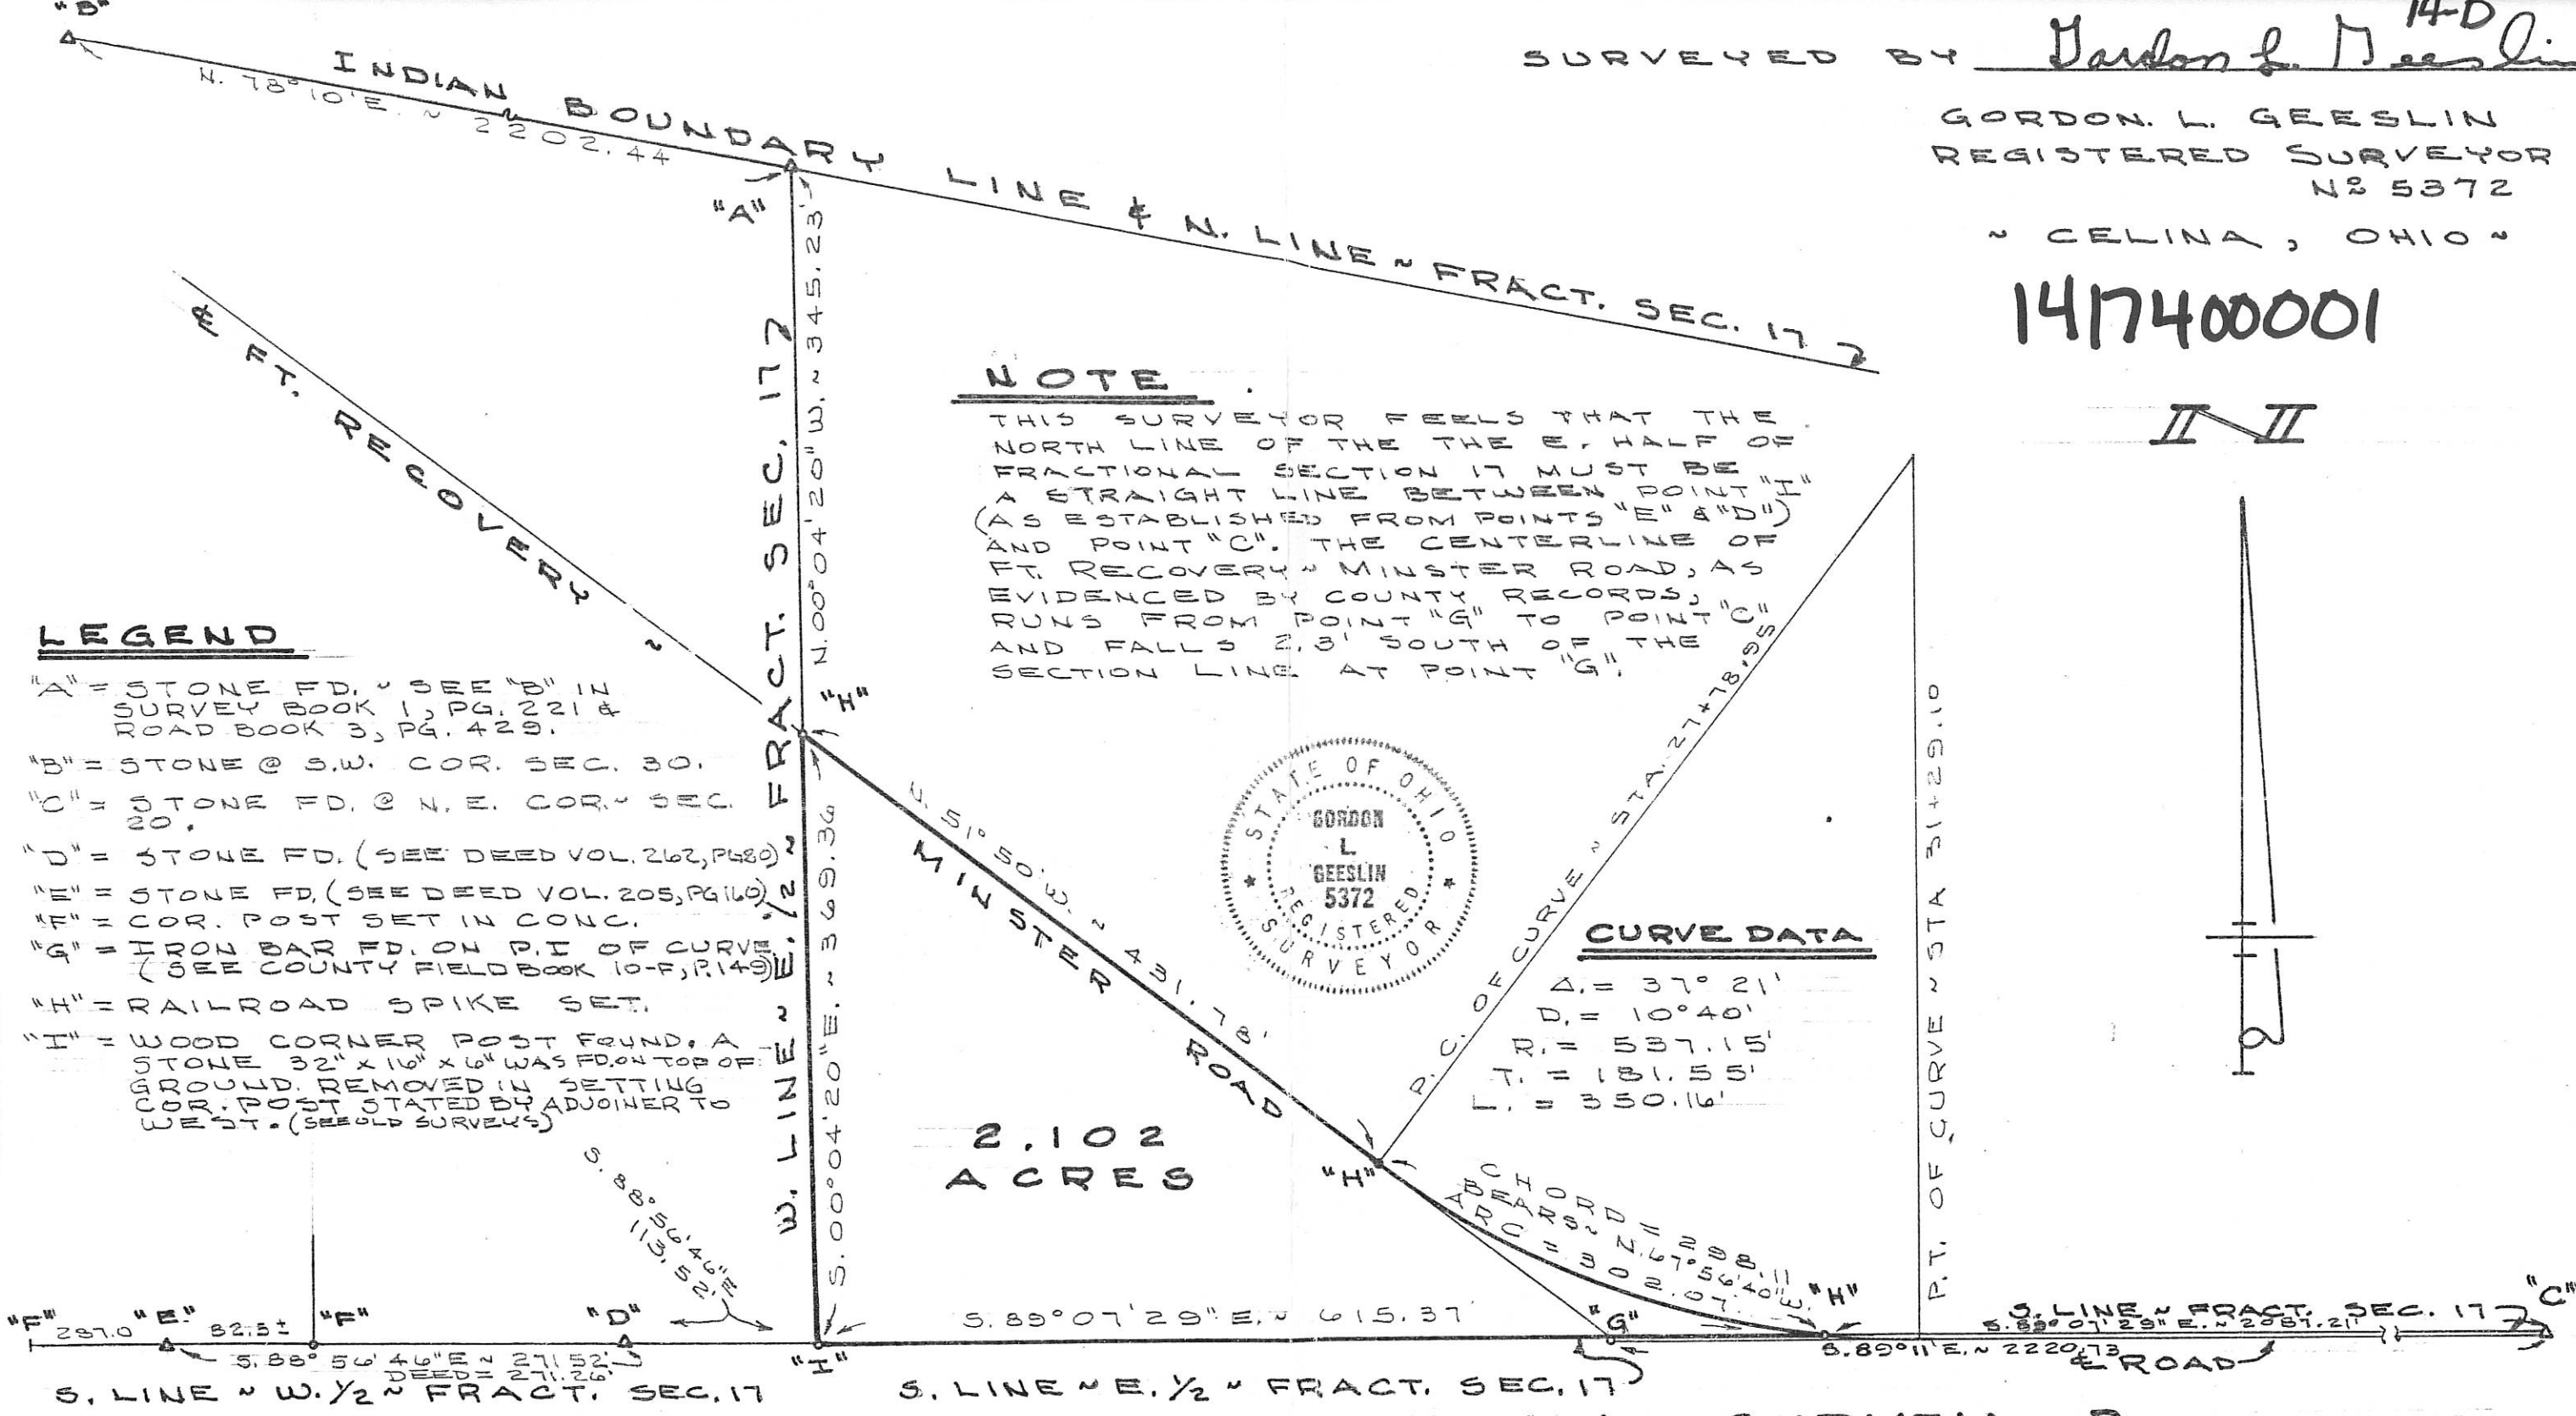 "B"
14-D
SURVEYED BY Gordon L. Geeslin
GORDON. L. GEESLIN
REGISTERED SURVEYOR
Nº 5372
~ CELINA, OHIO ~
1417400001
INDIAN BOUNDARY LINE & N. LINE ~ FRACT. SEC. 17
N. 78°10'E. ~ 2202.44
"A"
N.00°04'20"W. ~ 345.23'
W. LINE ~ E. 1/2 ~ FRACT. SEC. 17
℄ FT. RECOVERY ~ MINSTER ROAD
NOTE
THIS SURVEYOR FEELS THAT THE
NORTH LINE OF THE THE E. HALF OF
FRACTIONAL SECTION 17 MUST BE
A STRAIGHT LINE BETWEEN POINT "I"
(AS ESTABLISHED FROM POINTS "E" & "D")
AND POINT "C". THE CENTERLINE OF
FT. RECOVERY ~ MINSTER ROAD, AS
EVIDENCED BY COUNTY RECORDS,
RUNS FROM POINT "G" TO POINT "C"
AND FALLS 2.3' SOUTH OF THE
SECTION LINE AT POINT "G".
LEGEND
"A" = STONE FD. ~ SEE "B" IN
SURVEY BOOK 1, PG. 221 &
ROAD BOOK 3, PG. 429.
"B" = STONE @ S.W. COR. SEC. 30.
"C" = STONE FD. @ N.E. COR. ~ SEC.
20.
"D" = STONE FD. (SEE DEED VOL. 262, PG 80)
"E" = STONE FD. (SEE DEED VOL. 205, PG 160)
"F" = COR. POST SET IN CONC.
"G" = IRON BAR FD. ON P.I OF CURVE
(SEE COUNTY FIELD BOOK 10-F, P.149)
"H" = RAILROAD SPIKE SET.
"I" = WOOD CORNER POST FOUND. A
STONE 32" x 16" x 6" WAS FD. ON TOP OF
GROUND. REMOVED IN SETTING
COR. POST STATED BY ADJOINER TO
WEST. (SEE OLD SURVEYS)
"H"
N. 51°50'W. ~ 431.78'
S.00°04'20"E. ~ 369.36
STATE OF OHIO
GORDON
L.
GEESLIN
5372
REGISTERED
SURVEYOR
P.C. OF CURVE ~ STA. 27+78.95
P.T. OF CURVE ~ STA 31+29.10
CURVE DATA
Δ. = 37° 21'
D. = 10°40'
R. = 537.15'
T. = 181.55'
L. = 350.16'
2.102
ACRES
"H"
CHORD = 298.11
BEARS ~ N.67°56'40"W.
ARC = 302.07
"H"
S. 88°56'46"E
113.52
"F" 297.0 "E" 82.5± "F" "D"
S. 88° 56' 46"E ~ 271.52'
DEED = 271.26'
"I"
S. 89°07'29"E. ~ 615.37
"G"
S. LINE ~ FRACT. SEC. 17
"C"
S. 89°07'29"E. ~ 2087.21'
S. 89°11'E. ~ 2220.73
℄ ROAD
S. LINE ~ W. 1/2 ~ FRACT. SEC. 17
S. LINE ~ E. 1/2 ~ FRACT. SEC. 17